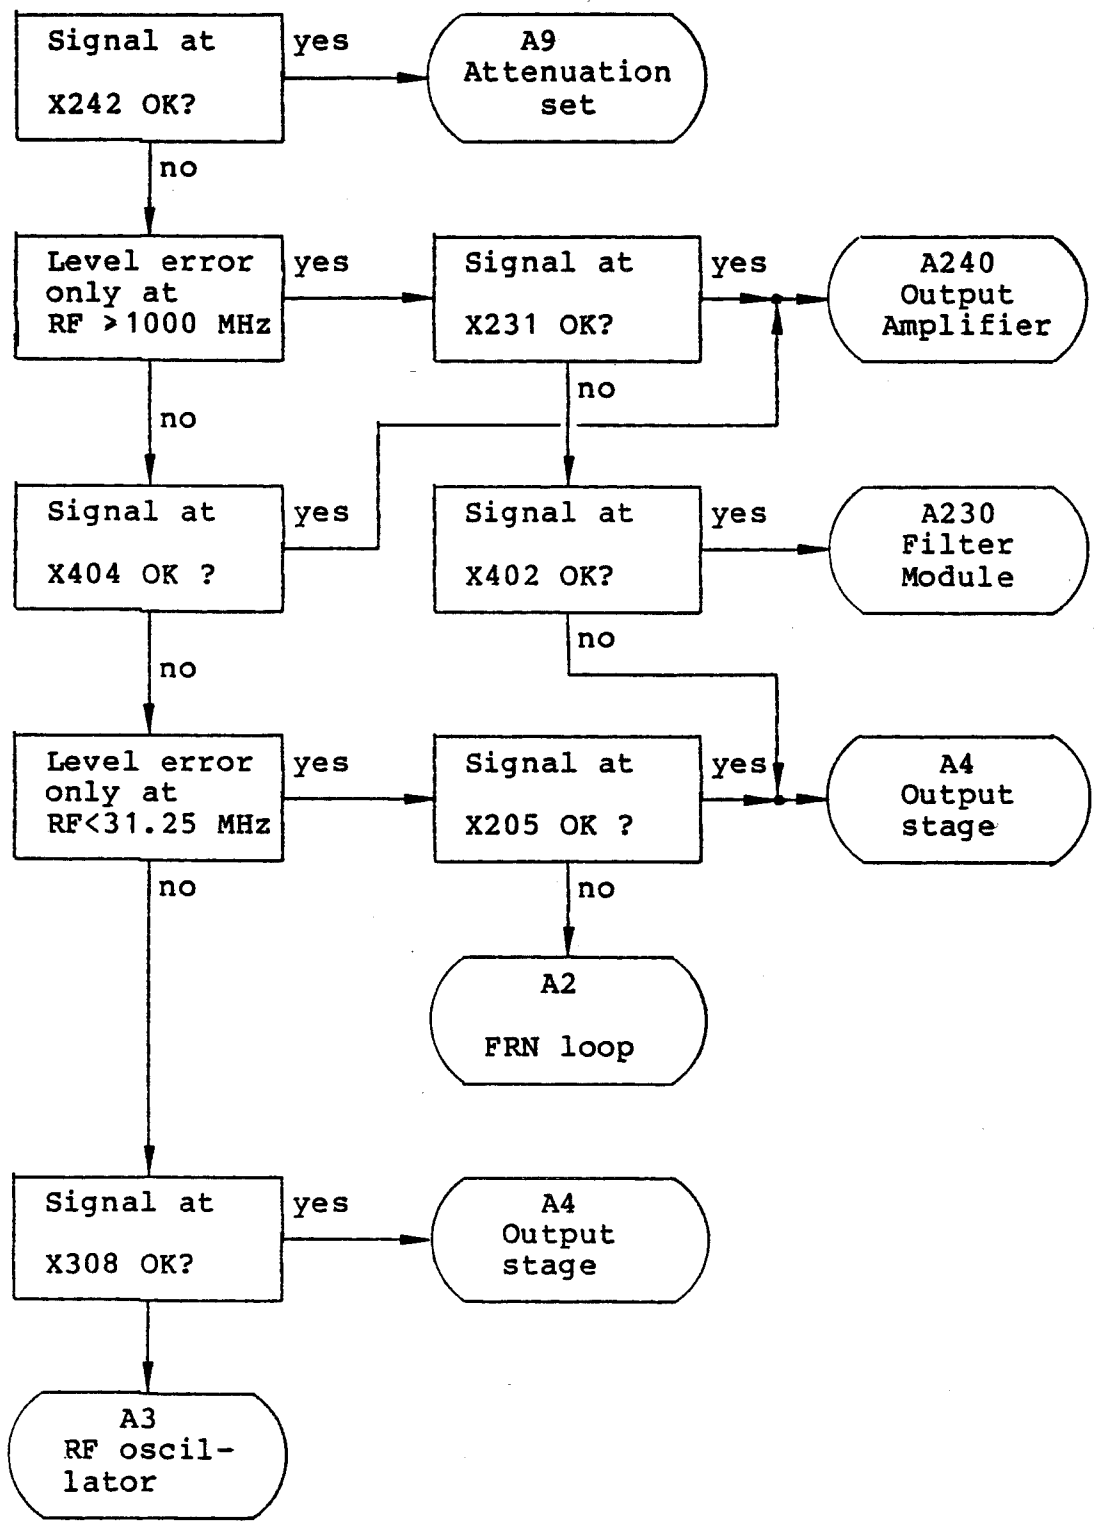 Signal at
X242 OK?
yes
A9
Attenuation
set
no
Level error
only at
RF ⩾1000 MHz
yes
Signal at
X231 OK?
yes
A240
Output
Amplifier
no
no
Signal at
X404 OK ?
yes
Signal at
X402 OK?
yes
A230
Filter
Module
no
no
Level error
only at
RF<31.25 MHz
yes
Signal at
X205 OK ?
yes
A4
Output
stage
no
no
A2
FRN loop
Signal at
X308 OK?
yes
A4
Output
stage
A3
RF oscil-
lator